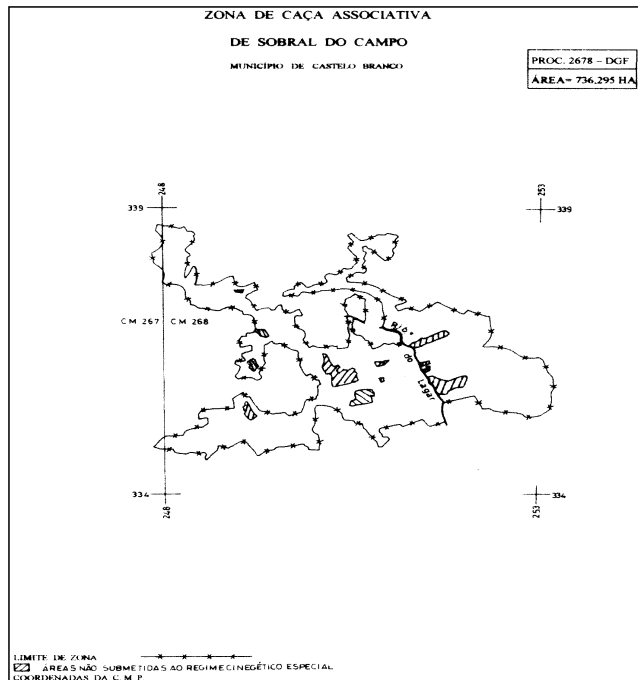 ZONA DE CAÇA ASSOCIATIVA
DE SOBRAL DO CAMPO
MUNICÍPIO DE CASTELO BRANCO
PROC. 2678 - DGF
ÁREA= 736.295 HA
248
253
339
339
CM 267
CM 268
Rib.ª
do
Lagar
334
334
248
253
LIMITE DE ZONA
ÁREAS NÃO SUBMETIDAS AO REGIME CINEGÉTICO ESPECIAL
COORDENADAS DA C.M.P.